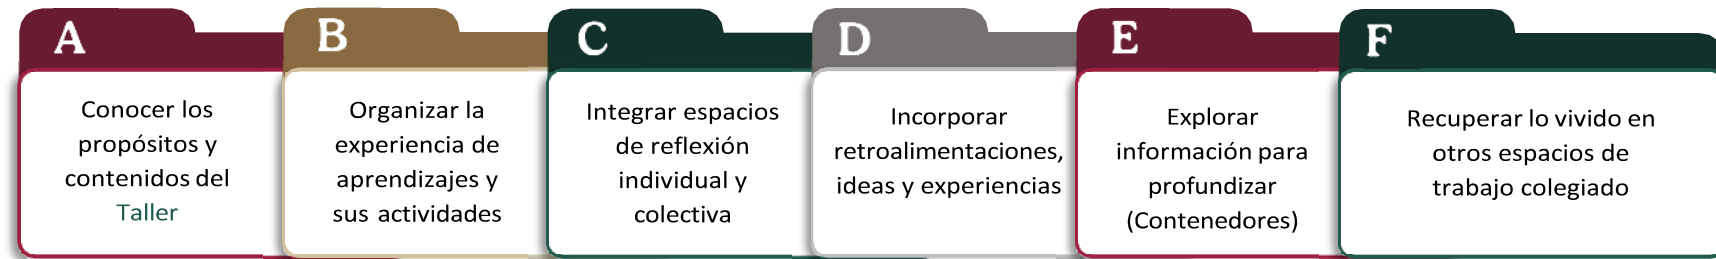 A
Conocer los
propósitos y
contenidos del
Taller
B
Organizar la
experiencia de
aprendizajes y
sus actividades
C
Integrar espacios
de reflexión
individual y
colectiva
D
Incorporar
retroalimentaciones,
ideas y experiencias
E
Explorar
información para
profundizar
(Contenedores)
F
Recuperar lo vivido en
otros espacios de
trabajo colegiado